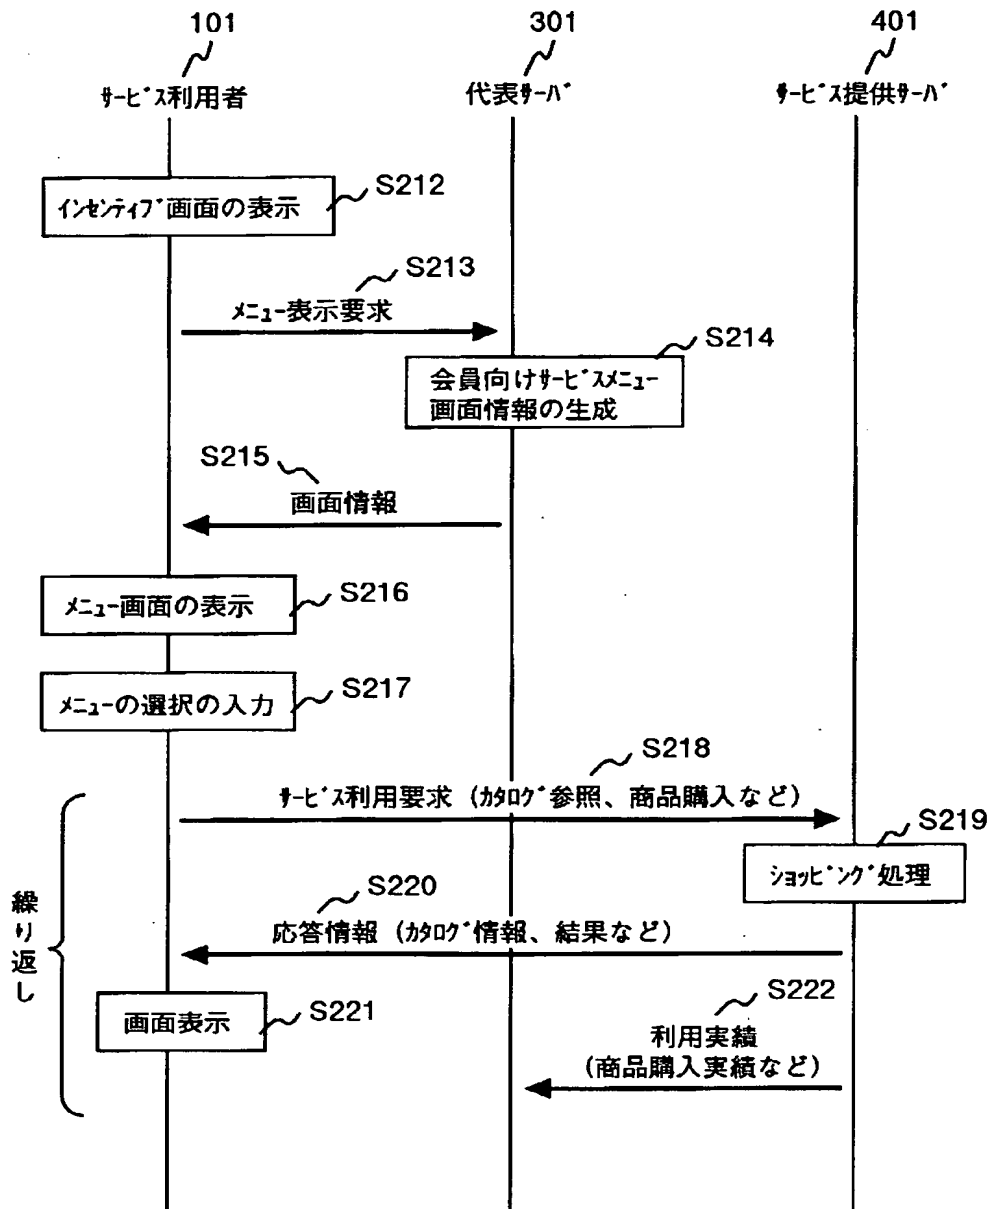 101
301
401
ｻｰﾋﾞｽ利用者
代表ｻｰﾊﾞ
ｻｰﾋﾞｽ提供ｻｰﾊﾞ
S212
ｲﾝｾﾝﾃｨﾌﾞ画面の表示
S213
ﾒﾆｭｰ表示要求
S214
会員向けｻｰﾋﾞｽﾒﾆｭｰ
画面情報の生成
S215
画面情報
S216
ﾒﾆｭｰ画面の表示
S217
ﾒﾆｭｰの選択の入力
S218
ｻｰﾋﾞｽ利用要求（ｶﾀﾛｸﾞ参照、商品購入など）
S219
ｼｮｯﾋﾟﾝｸﾞ処理
S220
応答情報（ｶﾀﾛｸﾞ情報、結果など）
繰り返し
S221
画面表示
S222
利用実績
（商品購入実績など）